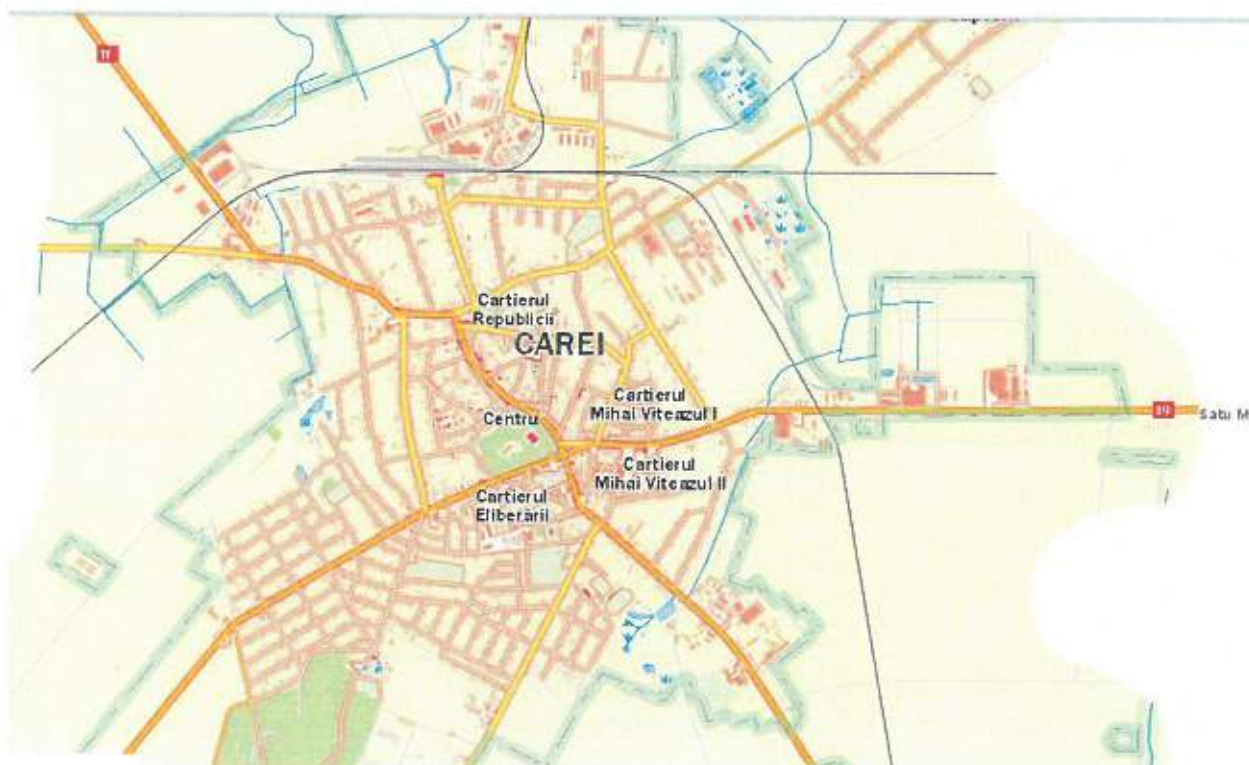 11
Cartierul
Republicii
CAREI
Cartierul
Mihai Viteazul I
Centru
19
Satu M
Cartierul
Mihai Viteazul II
Cartierul
Eliberării